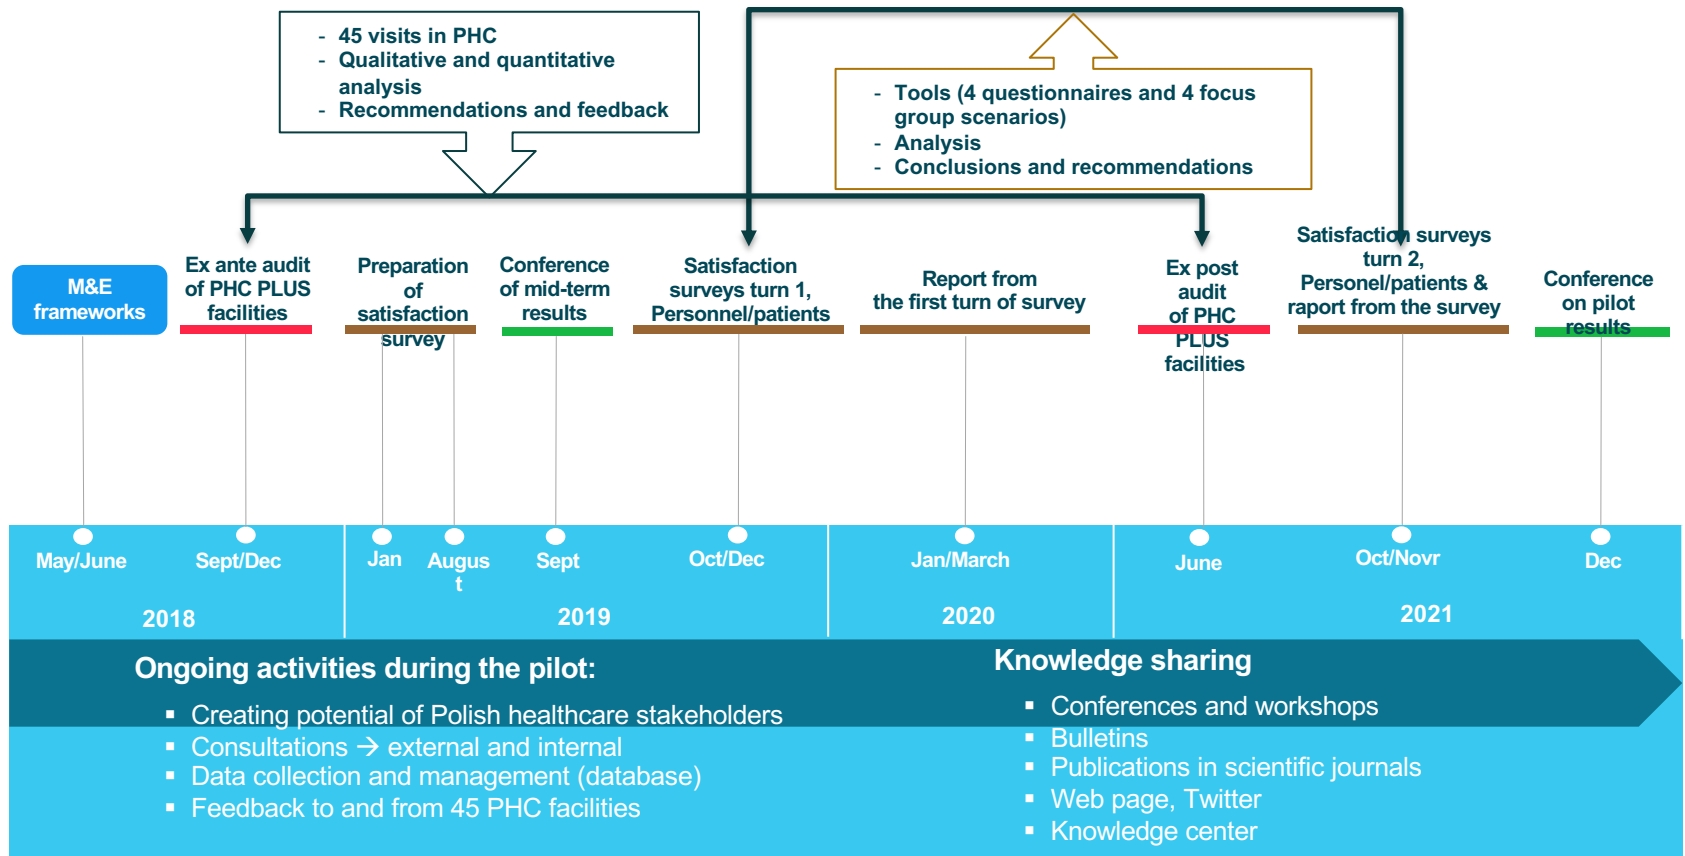 - 45 visits in PHC
- Qualitative and quantitative
analysis
- Recommendations and feedback
- Tools (4 questionnaires and 4 focus
group scenarios)
- Analysis
- Conclusions and recommendations
M&E
frameworks
Ex ante audit
of PHC PLUS
facilities
Preparation
of
satisfaction
survey
Conference
of mid-term
results
Satisfaction
surveys turn 1,
Personnel/patients
Report from
the first turn of survey
Ex post
audit
of PHC
PLUS
facilities
Satisfaction surveys
turn 2,
Personel/patients &
raport from the survey
Conference
on pilot
results
May/June
Sept/Dec
Jan
Augus
t
Sept
Oct/Dec
Jan/March
June
Oct/Novr
Dec
2018
2019
2020
2021
Ongoing activities during the pilot:
▪ Creating potential of Polish healthcare stakeholders
▪ Consultations → external and internal
▪ Data collection and management (database)
▪ Feedback to and from 45 PHC facilities
Knowledge sharing
▪ Conferences and workshops
▪ Bulletins
▪ Publications in scientific journals
▪ Web page, Twitter
▪ Knowledge center